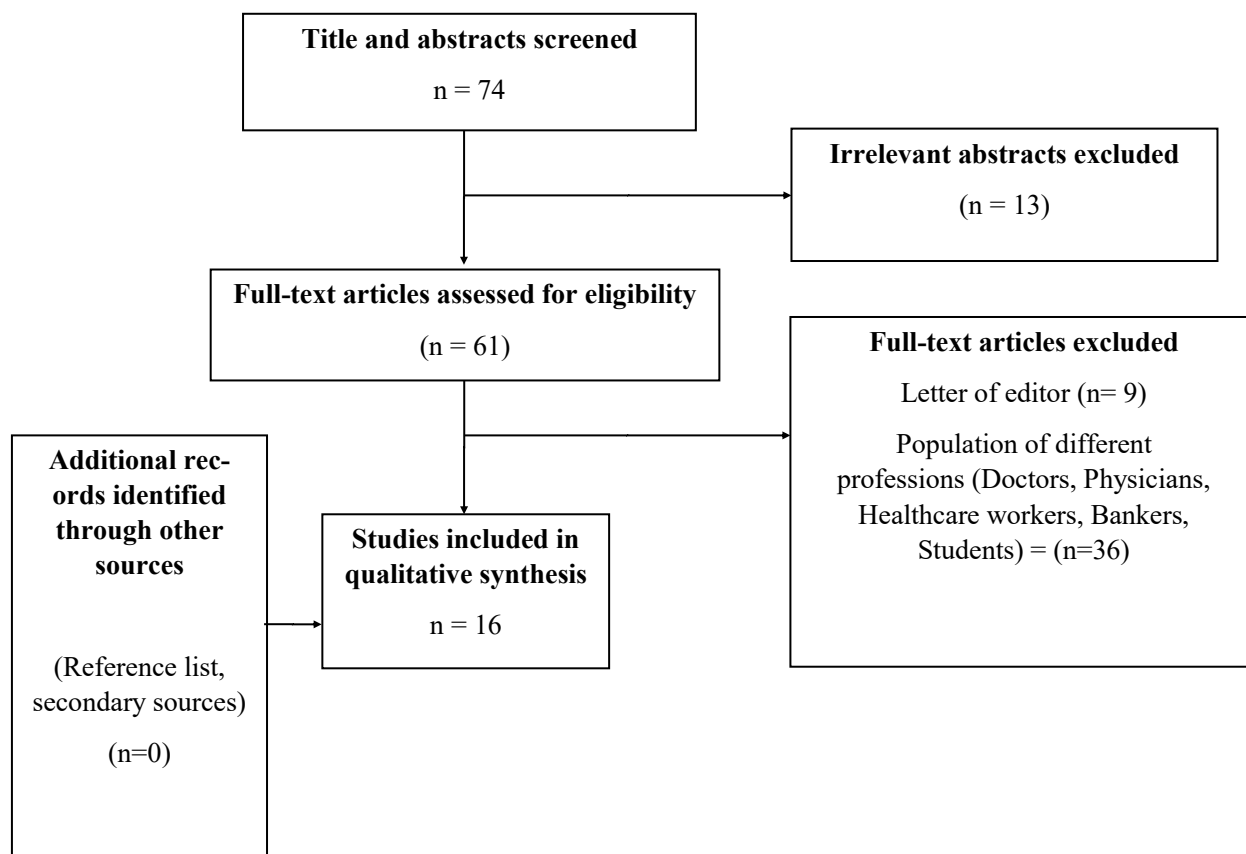 Title and abstracts screened
n = 74
Irrelevant abstracts excluded
(n = 13)
Full-text articles assessed for eligibility
(n = 61)
Full-text articles excluded
Letter of editor (n= 9)
Population of different
professions (Doctors, Physicians,
Healthcare workers, Bankers,
Students) = (n=36)
Additional rec-
ords identified
through other
sources
(Reference list,
secondary sources)
(n=0)
Studies included in
qualitative synthesis
n = 16